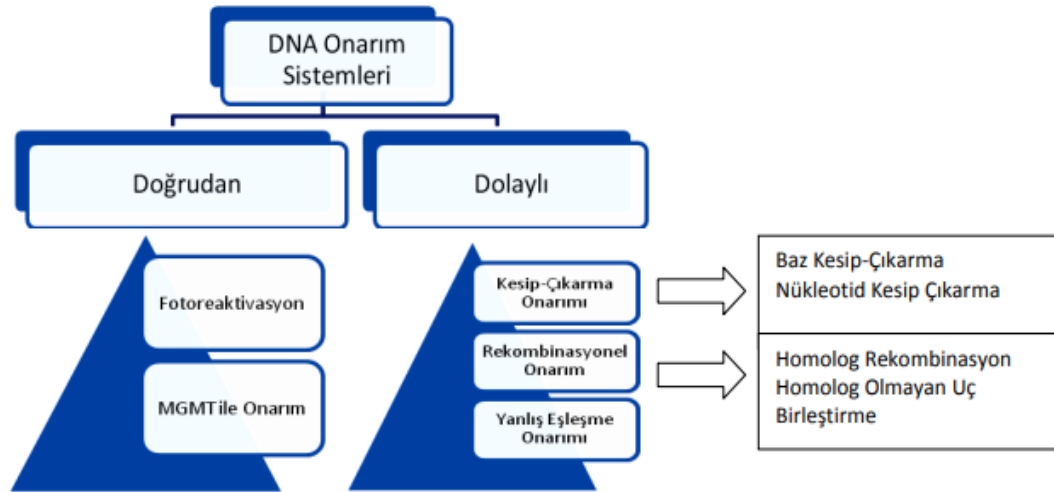 DNA Onarım
Sistemleri
Doğrudan
Dolaylı
Fotoreaktivasyon
MGMTile Onarım
Kesip-Çıkarma
Onarımı
Rekombinasyonel
Onarım
Yanlış Eşleşme
Onarımı
Baz Kesip-Çıkarma
Nükleotid Kesip Çıkarma
Homolog Rekombinasyon
Homolog Olmayan Uç
Birleştirme